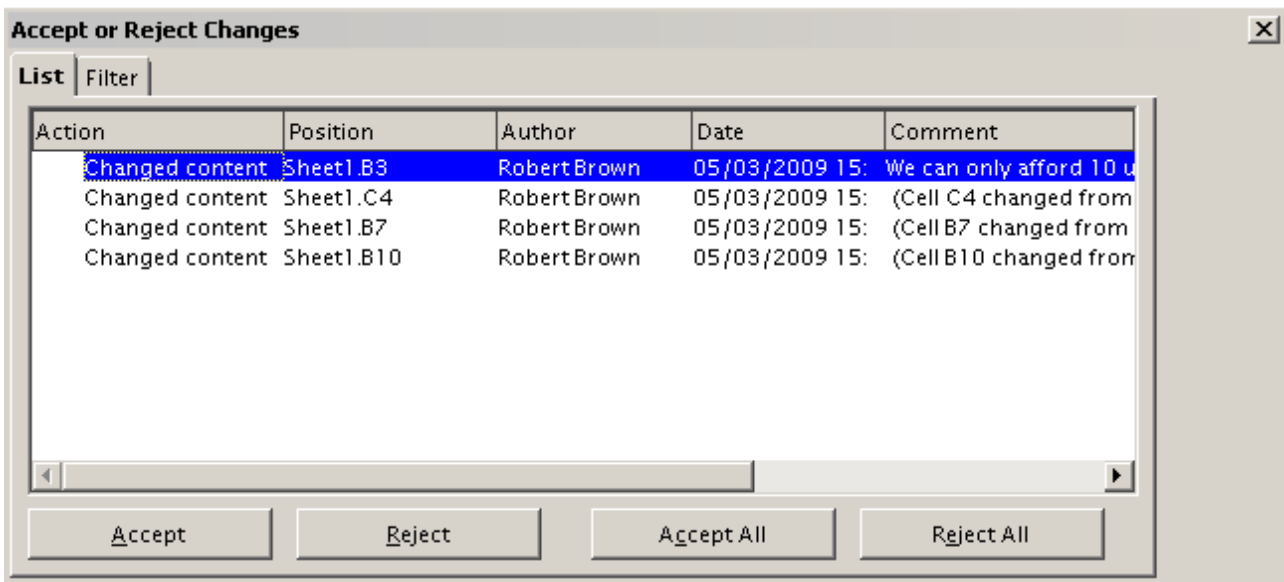 Accept or Reject Changes
List Filter
Action Position Author Date Comment
Changed content Sheet1.B3 Robert Brown 05/03/2009 15: We can only afford 10 u
Changed content Sheet1.C4 Robert Brown 05/03/2009 15: (Cell C4 changed from
Changed content Sheet1.B7 Robert Brown 05/03/2009 15: (Cell B7 changed from
Changed content Sheet1.B10 Robert Brown 05/03/2009 15: (Cell B10 changed from
Accept Reject Accept All Reject All